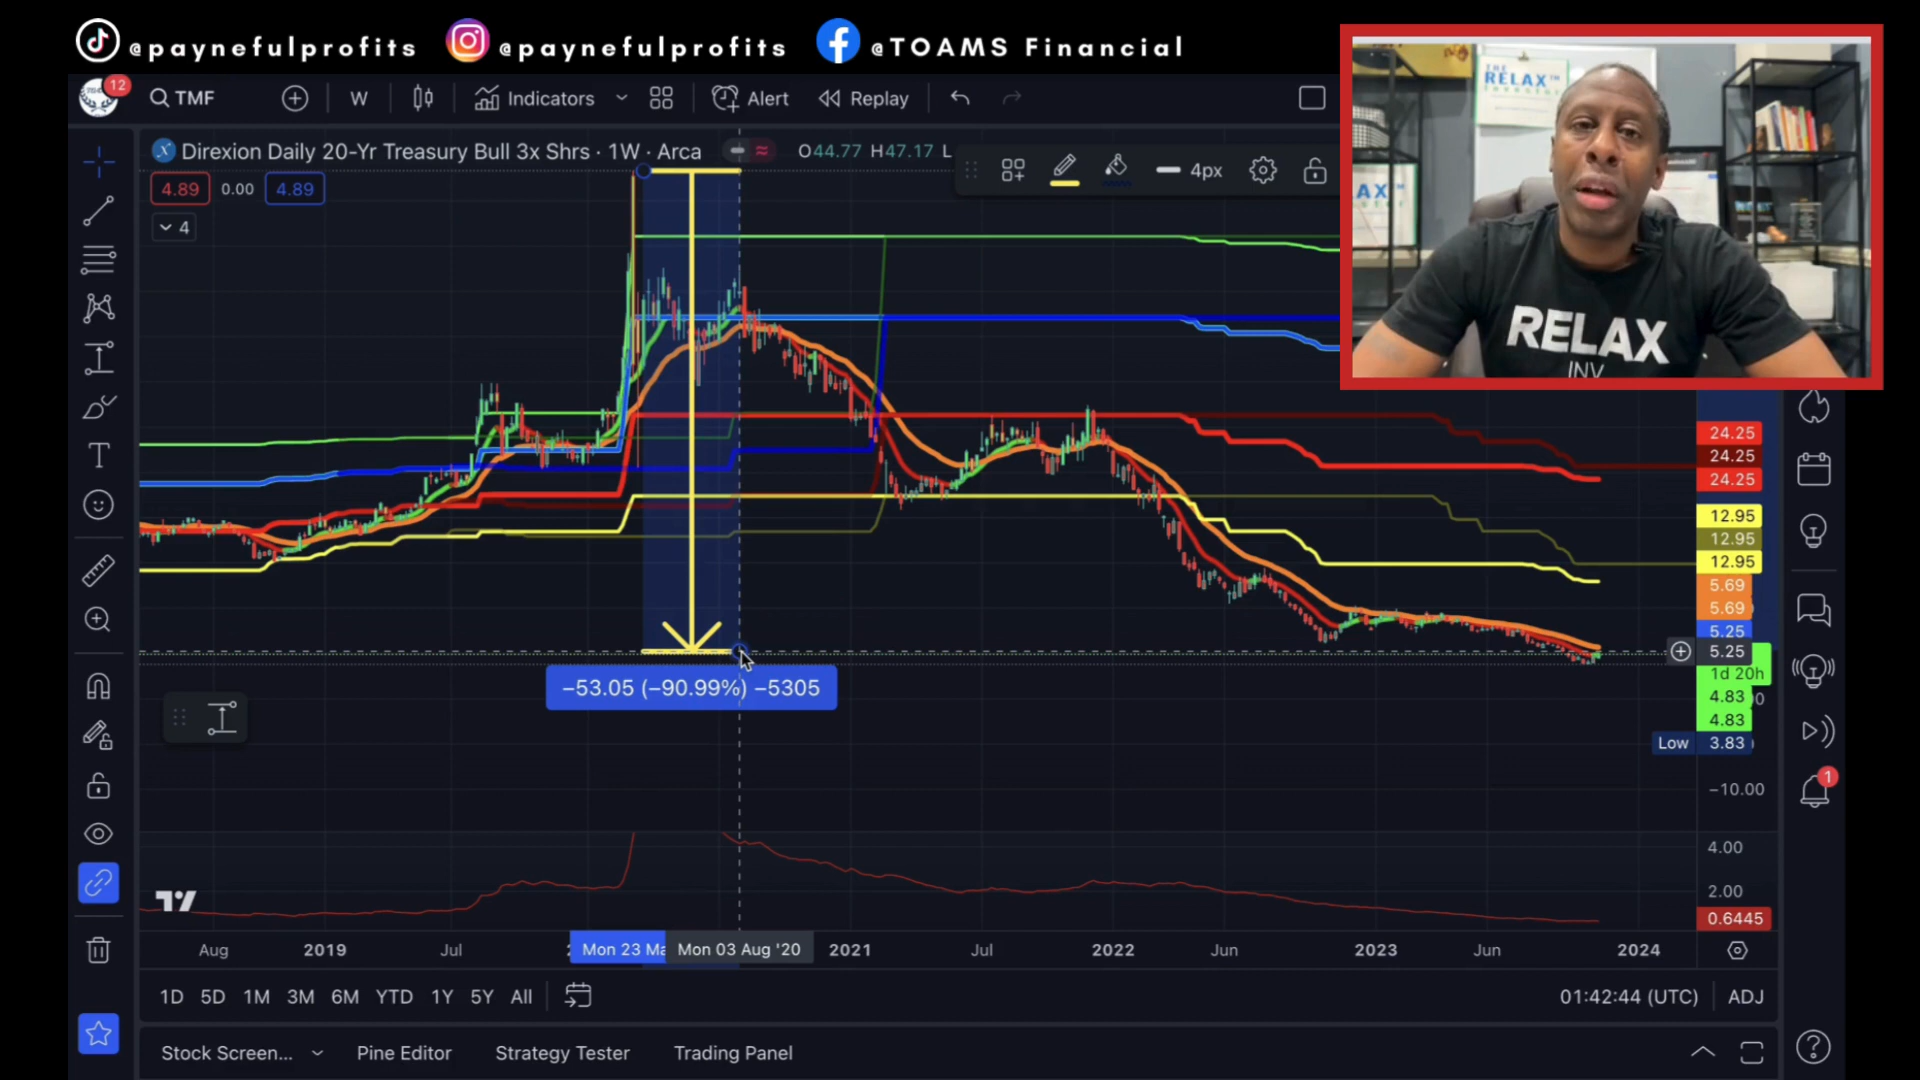 @paynefulprofits @paynefulprofits @TOAMS Financial
THE RELAX™
RELAX
INV
12
TMF W Indicators Alert Replay
Direxion Daily 20-Yr Treasury Bull 3x Shrs · 1W · Arca O44.77 H47.17 L
4px
4.89 0.00 4.89
4
24.25
24.25
24.25
12.95
12.95
12.95
5.69
5.69
5.25
5.25
1d 20h
4.83
4.83
Low 3.83
−53.05 (−90.99%) −5305
1
−10.00
4.00
2.00
0.6445
Aug 2019 Jul Mon 23 Ma Mon 03 Aug '20 2021 Jul 2022 Jun 2023 Jun 2024
1D 5D 1M 3M 6M YTD 1Y 5Y All 01:42:44 (UTC) ADJ
Stock Screen... Pine Editor Strategy Tester Trading Panel